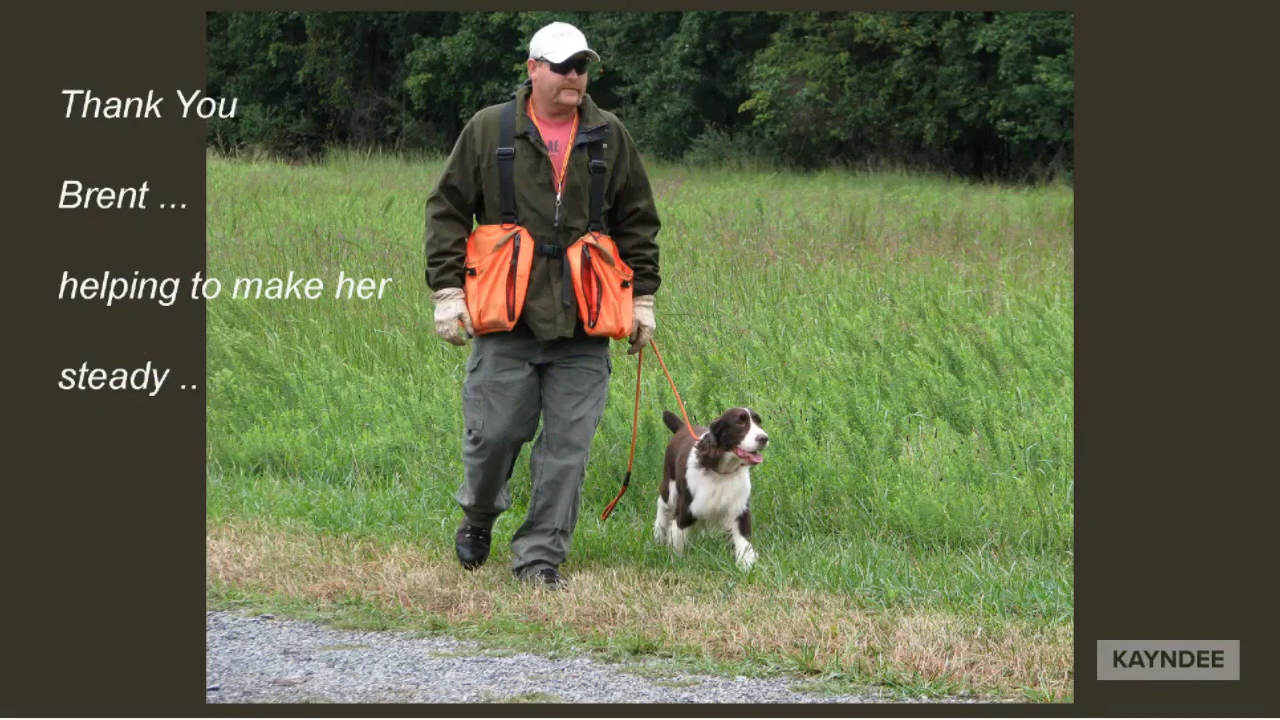 Thank You
Brent ...
helping to make her
steady ..
KAYNDEE